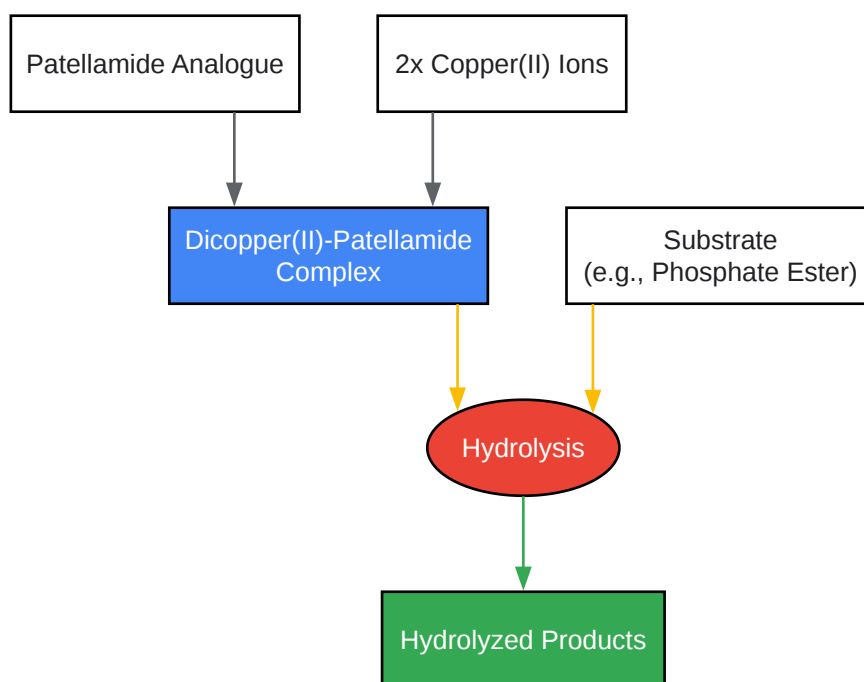 Patellamide Analogue
2x Copper(II) Ions
Dicopper(II)-Patellamide
Complex
Substrate
(e.g., Phosphate Ester)
Hydrolysis
Hydrolyzed Products